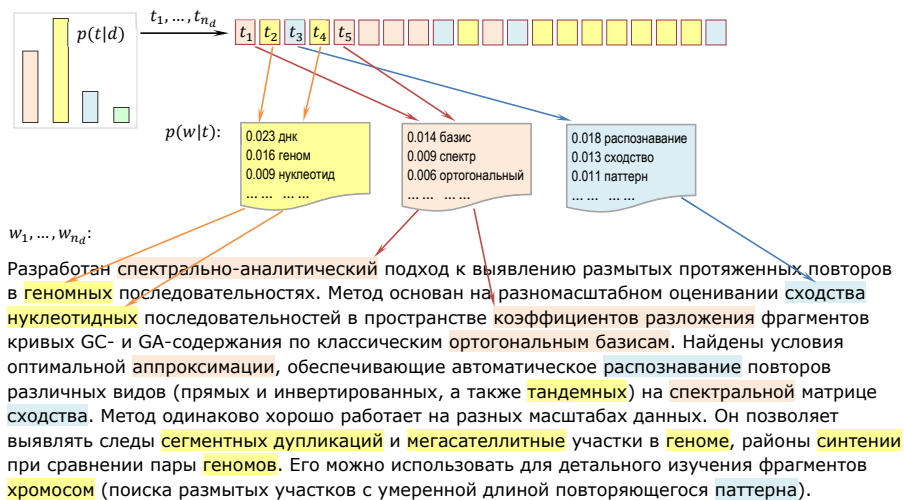 p(t|d)
t₁, …, tₙ_d
t₁ t₂ t₃ t₄ t₅
p(w|t):
0.023 днк
0.016 геном
0.009 нуклеотид
... ... ... ...
0.014 базис
0.009 спектр
0.006 ортогональный
... ... ... ...
0.018 распознавание
0.013 сходство
0.011 паттерн
... ... ... ...
w₁, …, wₙ_d:
Разработан спектрально-аналитический подход к выявлению размытых протяженных повторов
в геномных последовательностях. Метод основан на разномасштабном оценивании сходства
нуклеотидных последовательностей в пространстве коэффициентов разложения фрагментов
кривых GC- и GA-содержания по классическим ортогональным базисам. Найдены условия
оптимальной аппроксимации, обеспечивающие автоматическое распознавание повторов
различных видов (прямых и инвертированных, а также тандемных) на спектральной матрице
сходства. Метод одинаково хорошо работает на разных масштабах данных. Он позволяет
выявлять следы сегментных дупликаций и мегасателлитные участки в геноме, районы синтении
при сравнении пары геномов. Его можно использовать для детального изучения фрагментов
хромосом (поиска размытых участков с умеренной длиной повторяющегося паттерна).